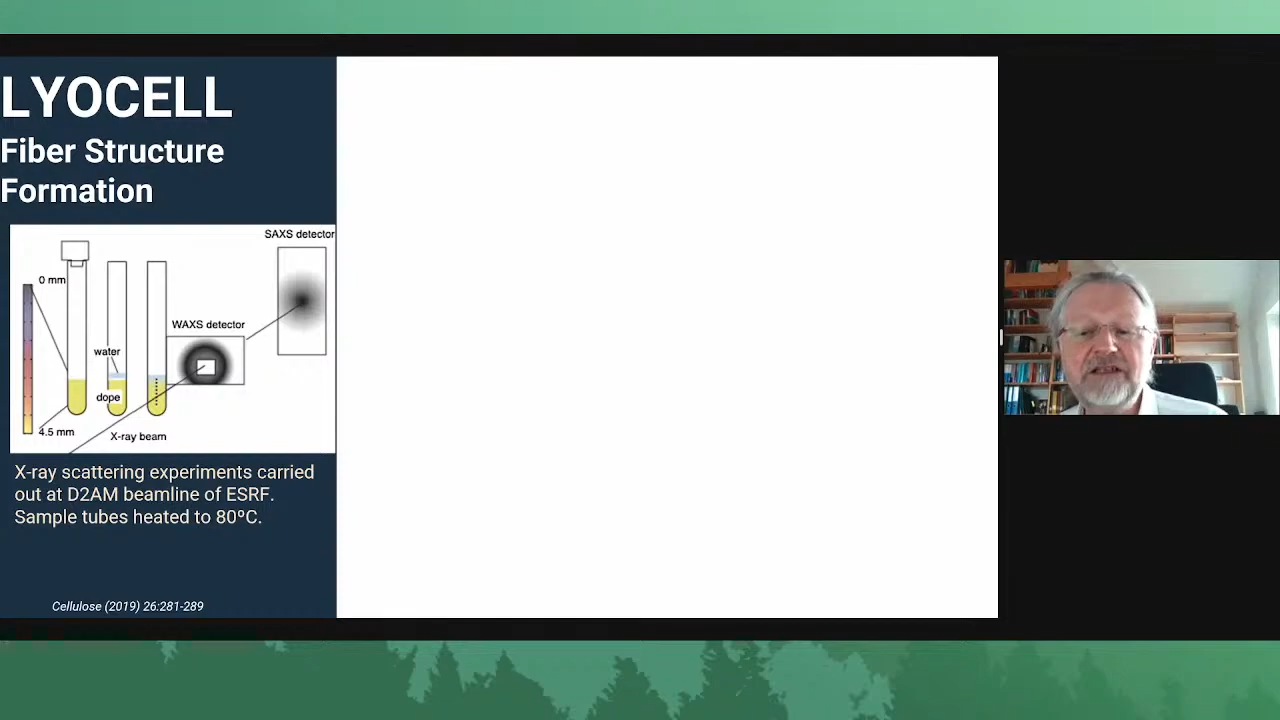 LYOCELL
Fiber Structure
Formation
SAXS detector
0 mm
WAXS detector
water
dope
4.5 mm
X-ray beam
X-ray scattering experiments carried
out at D2AM beamline of ESRF.
Sample tubes heated to 80ºC.
Cellulose (2019) 26:281-289